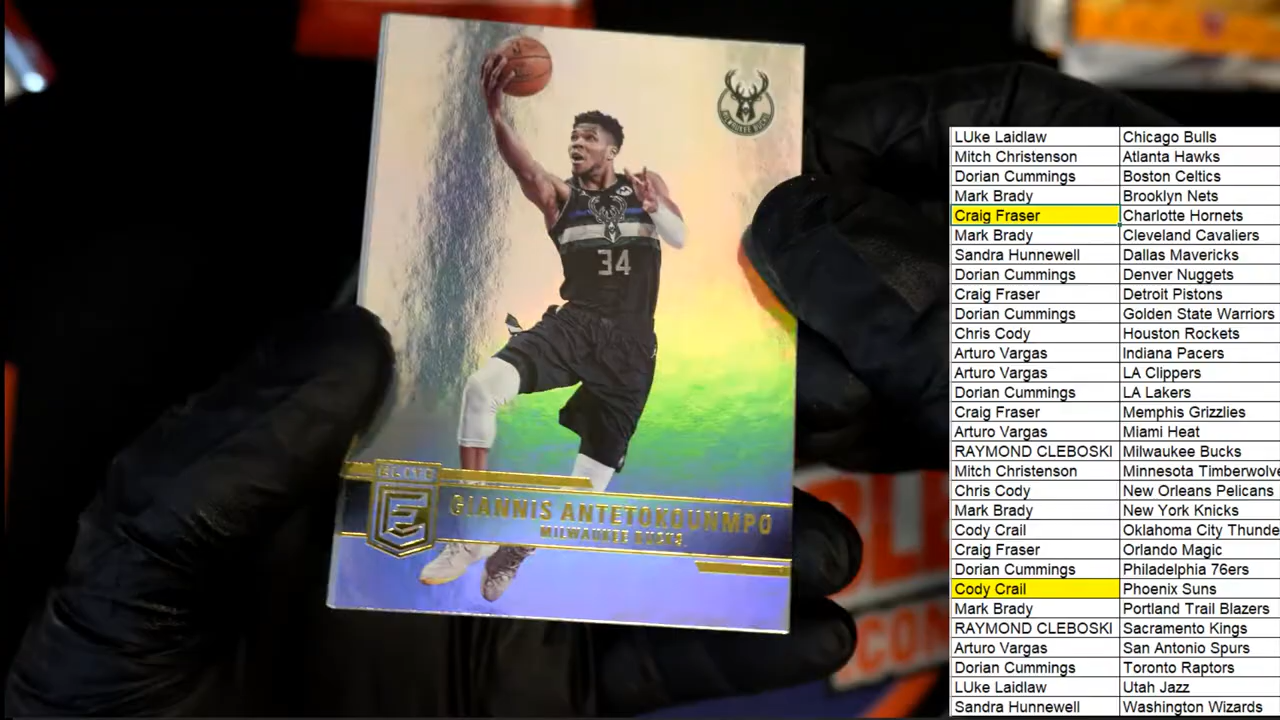 MILWAUKEE BUCKS
34
ELITE
GIANNIS ANTETOKOUNMPO
MILWAUKEE BUCKS
LUke Laidlaw Chicago Bulls
Mitch Christenson Atlanta Hawks
Dorian Cummings Boston Celtics
Mark Brady Brooklyn Nets
Craig Fraser Charlotte Hornets
Mark Brady Cleveland Cavaliers
Sandra Hunnewell Dallas Mavericks
Dorian Cummings Denver Nuggets
Craig Fraser Detroit Pistons
Dorian Cummings Golden State Warriors
Chris Cody Houston Rockets
Arturo Vargas Indiana Pacers
Arturo Vargas LA Clippers
Dorian Cummings LA Lakers
Craig Fraser Memphis Grizzlies
Arturo Vargas Miami Heat
RAYMOND CLEBOSKI Milwaukee Bucks
Mitch Christenson Minnesota Timberwolve
Chris Cody New Orleans Pelicans
Mark Brady New York Knicks
Cody Crail Oklahoma City Thunde
Craig Fraser Orlando Magic
Dorian Cummings Philadelphia 76ers
Cody Crail Phoenix Suns
Mark Brady Portland Trail Blazers
RAYMOND CLEBOSKI Sacramento Kings
Arturo Vargas San Antonio Spurs
Dorian Cummings Toronto Raptors
LUke Laidlaw Utah Jazz
Sandra Hunnewell Washington Wizards